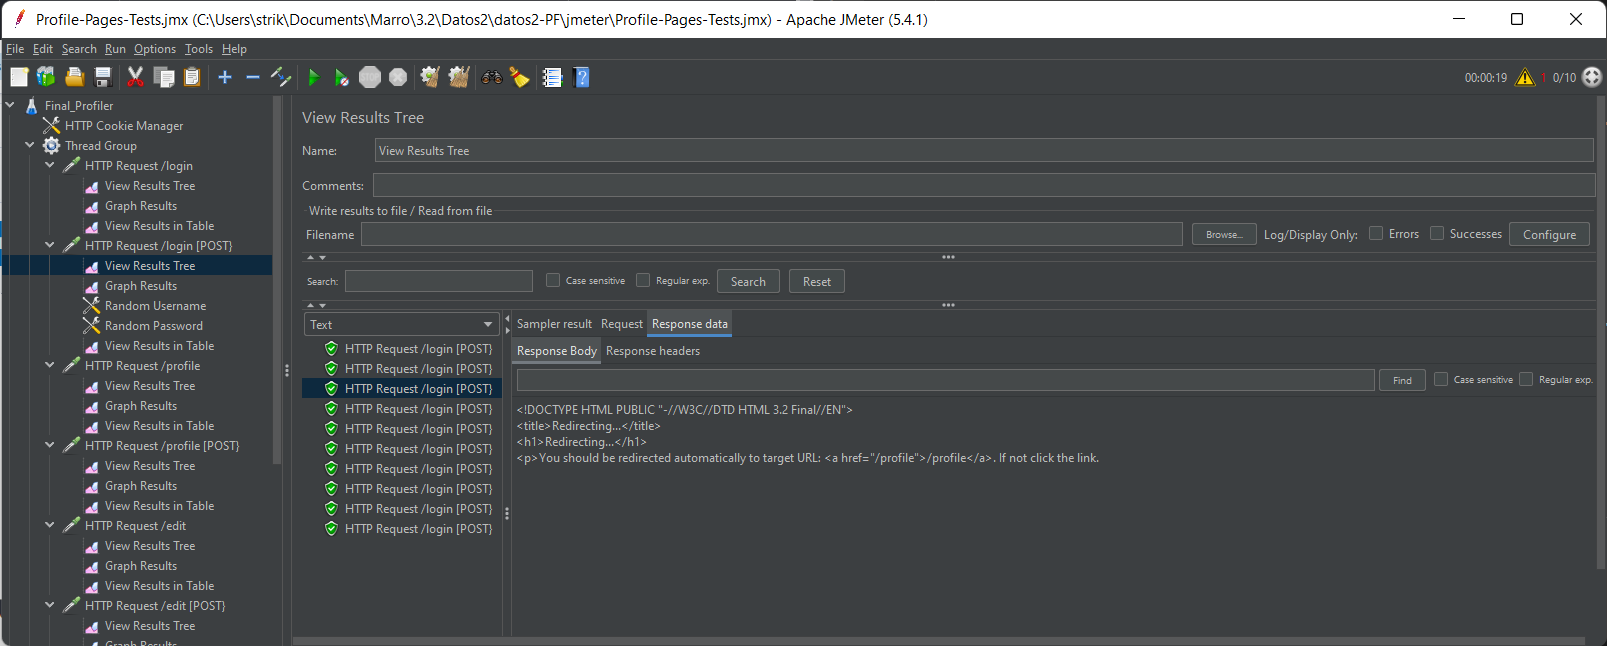 Profile-Pages-Tests.jmx (C:\Users\strik\Documents\Marro\3.2\Datos2\datos2-PF\jmeter\Profile-Pages-Tests.jmx) - Apache JMeter (5.4.1)
File Edit Search Run Options Tools Help
STOP
00:00:19 1 0/10
Final_Profiler
HTTP Cookie Manager
Thread Group
HTTP Request /login
View Results Tree
Graph Results
View Results in Table
HTTP Request /login [POST}
View Results Tree
Graph Results
Random Username
Random Password
View Results in Table
HTTP Request /profile
View Results Tree
Graph Results
View Results in Table
HTTP Request /profile [POST}
View Results Tree
Graph Results
View Results in Table
HTTP Request /edit
View Results Tree
Graph Results
View Results in Table
HTTP Request /edit [POST}
View Results Tree
Graph Results
View Results Tree
Name: View Results Tree
Comments:
Write results to file / Read from file
Filename Browse... Log/Display Only: Errors Successes Configure
Search: Case sensitive Regular exp. Search Reset
Text
HTTP Request /login [POST}
HTTP Request /login [POST}
HTTP Request /login [POST}
HTTP Request /login [POST}
HTTP Request /login [POST}
HTTP Request /login [POST}
HTTP Request /login [POST}
HTTP Request /login [POST}
HTTP Request /login [POST}
HTTP Request /login [POST}
Sampler result Request Response data
Response Body Response headers
Find Case sensitive Regular exp.
<!DOCTYPE HTML PUBLIC "-//W3C//DTD HTML 3.2 Final//EN">
<title>Redirecting...</title>
<h1>Redirecting...</h1>
<p>You should be redirected automatically to target URL: <a href="/profile">/profile</a>. If not click the link.